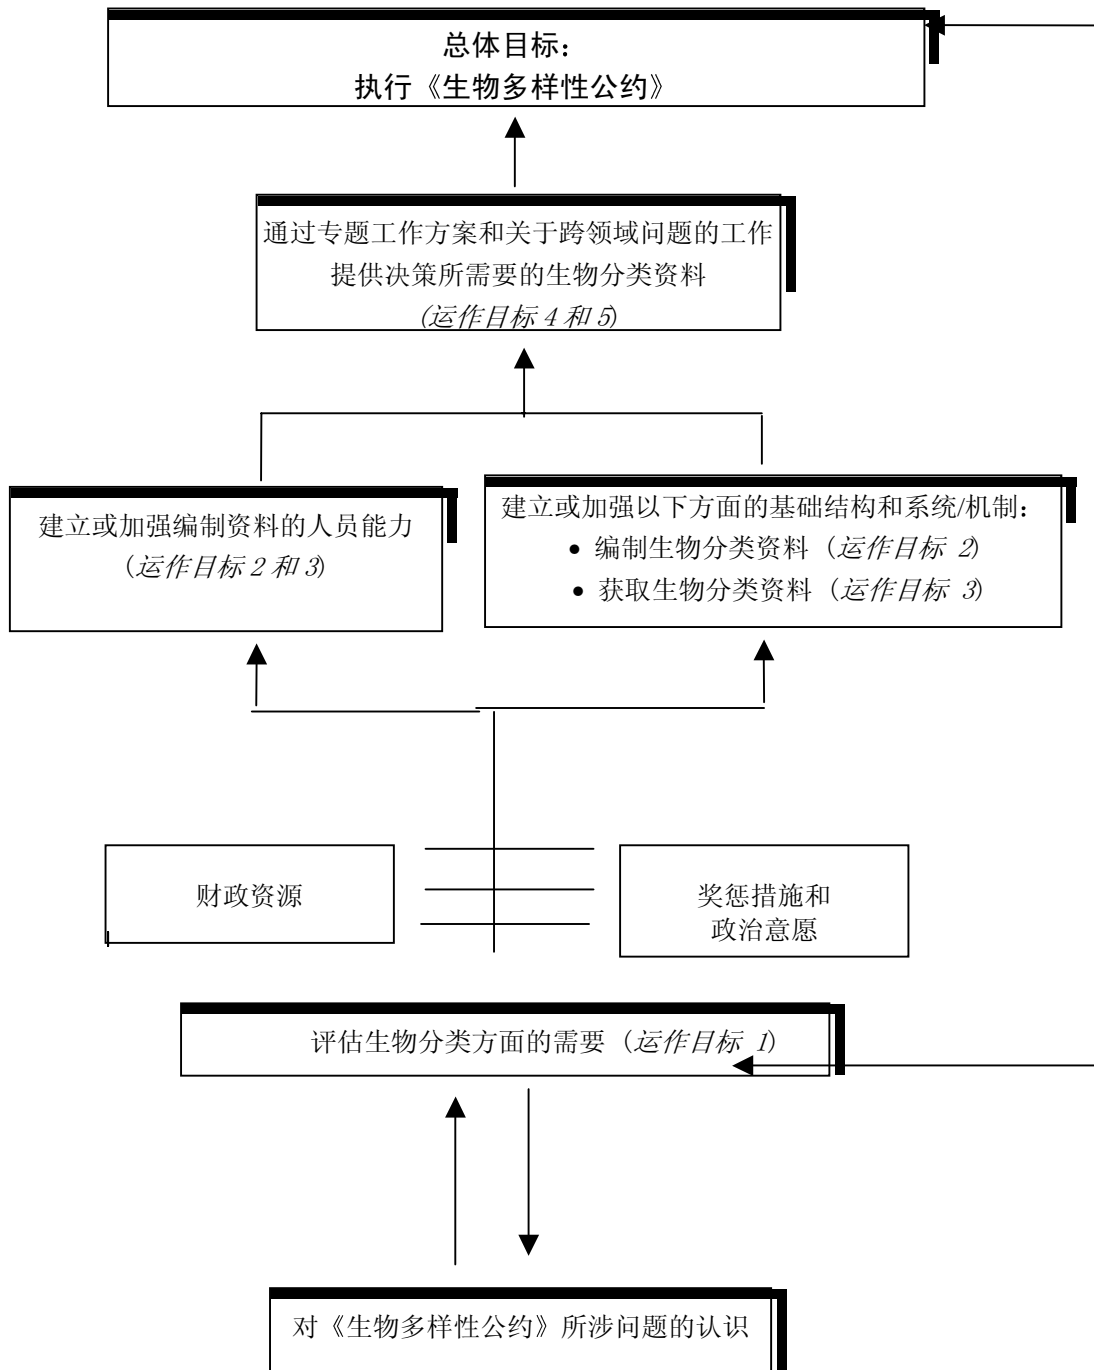 总体目标：
执行《生物多样性公约》
通过专题工作方案和关于跨领域问题的工作
提供决策所需要的生物分类资料
(运作目标 4 和 5)
建立或加强编制资料的人员能力
（运作目标 2 和 3）
建立或加强以下方面的基础结构和系统/机制：
• 编制生物分类资料（运作目标 2）
• 获取生物分类资料（运作目标 3）
财政资源
奖惩措施和
政治意愿
评估生物分类方面的需要（运作目标 1）
对《生物多样性公约》所涉问题的认识